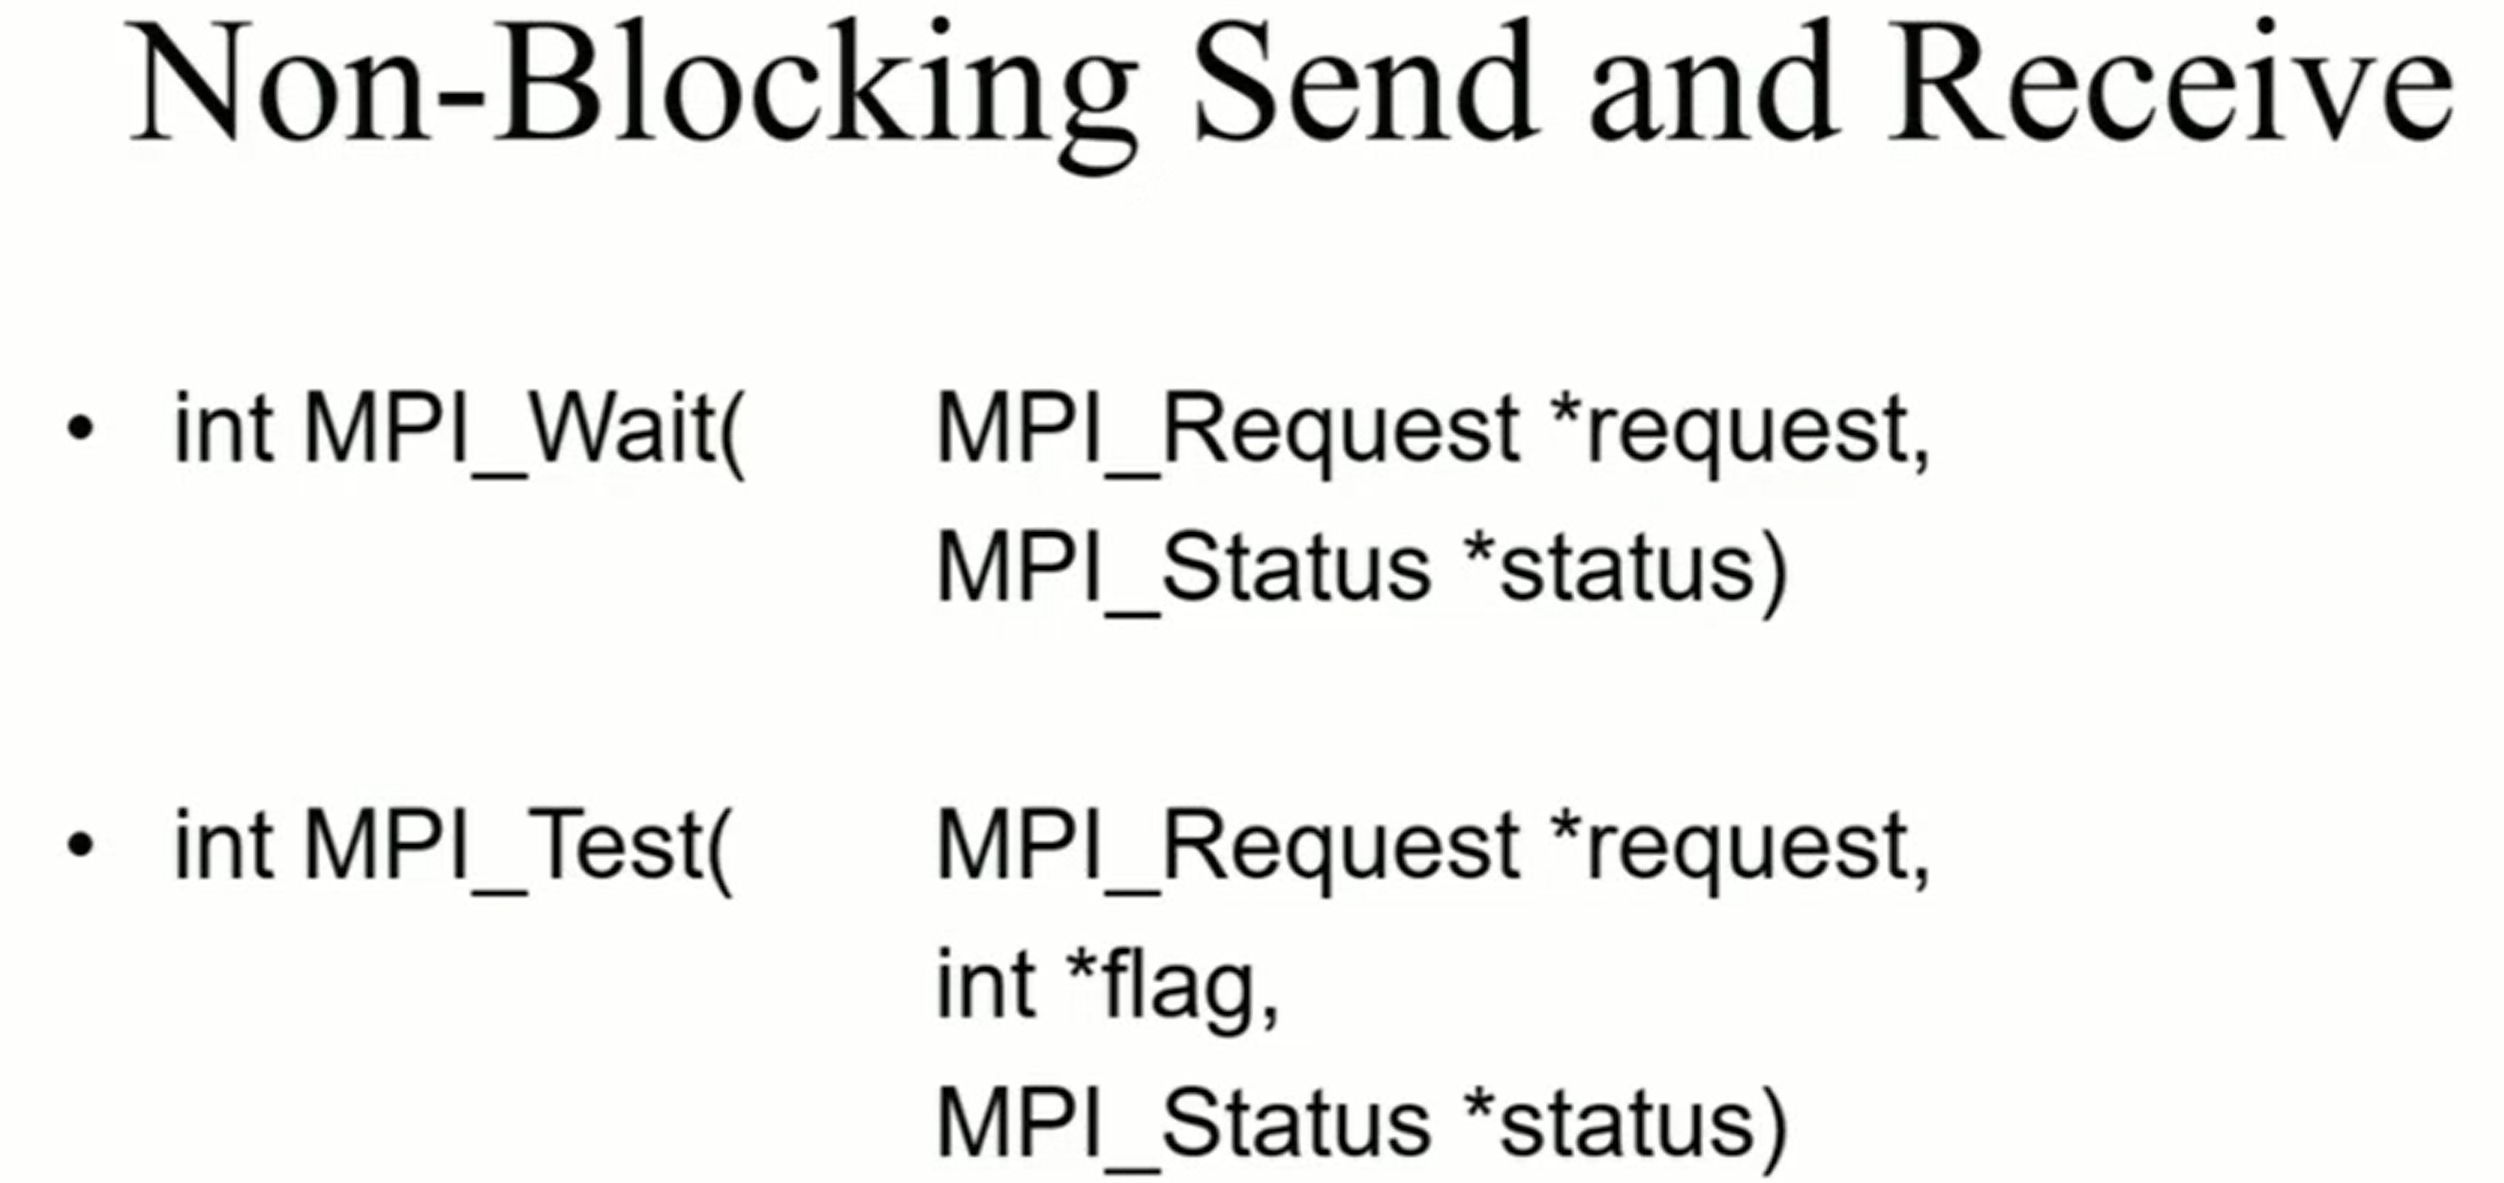 Non-Blocking Send and Receive
• int MPI_Wait( MPI_Request *request,
MPI_Status *status)
• int MPI_Test( MPI_Request *request,
int *flag,
MPI_Status *status)